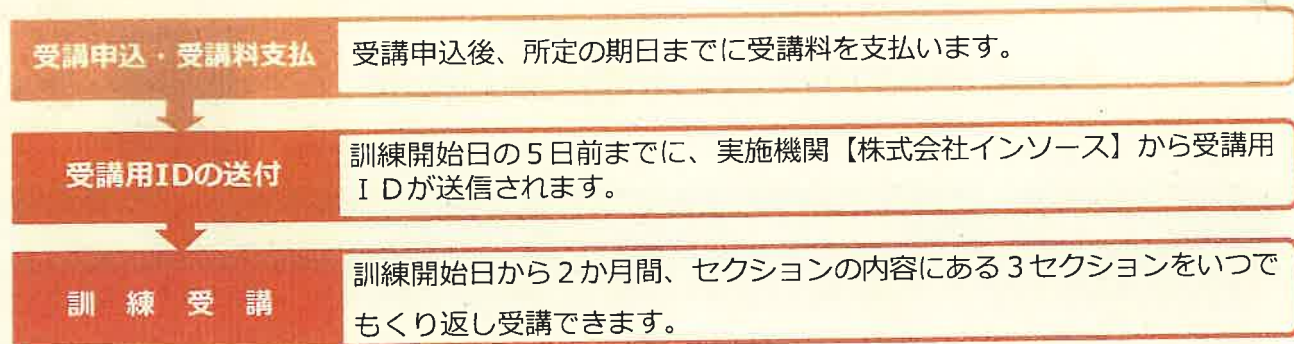 受講申込・受講料支払
受講申込後、所定の期日までに受講料を支払います。
受講用IDの送付
訓練開始日の５日前までに、実施機関【株式会社インソース】から受講用
ＩＤが送信されます。
訓練受講
訓練開始日から２か月間、セクションの内容にある３セクションをいつで
もくり返し受講できます。